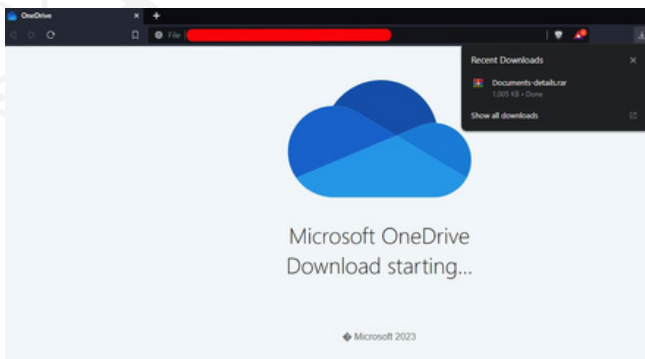 OneDrive
File
Recent Downloads
Documents-details.rar
1,005 KB • Done
Show all downloads
Microsoft OneDrive
Download starting...
� Microsoft 2023